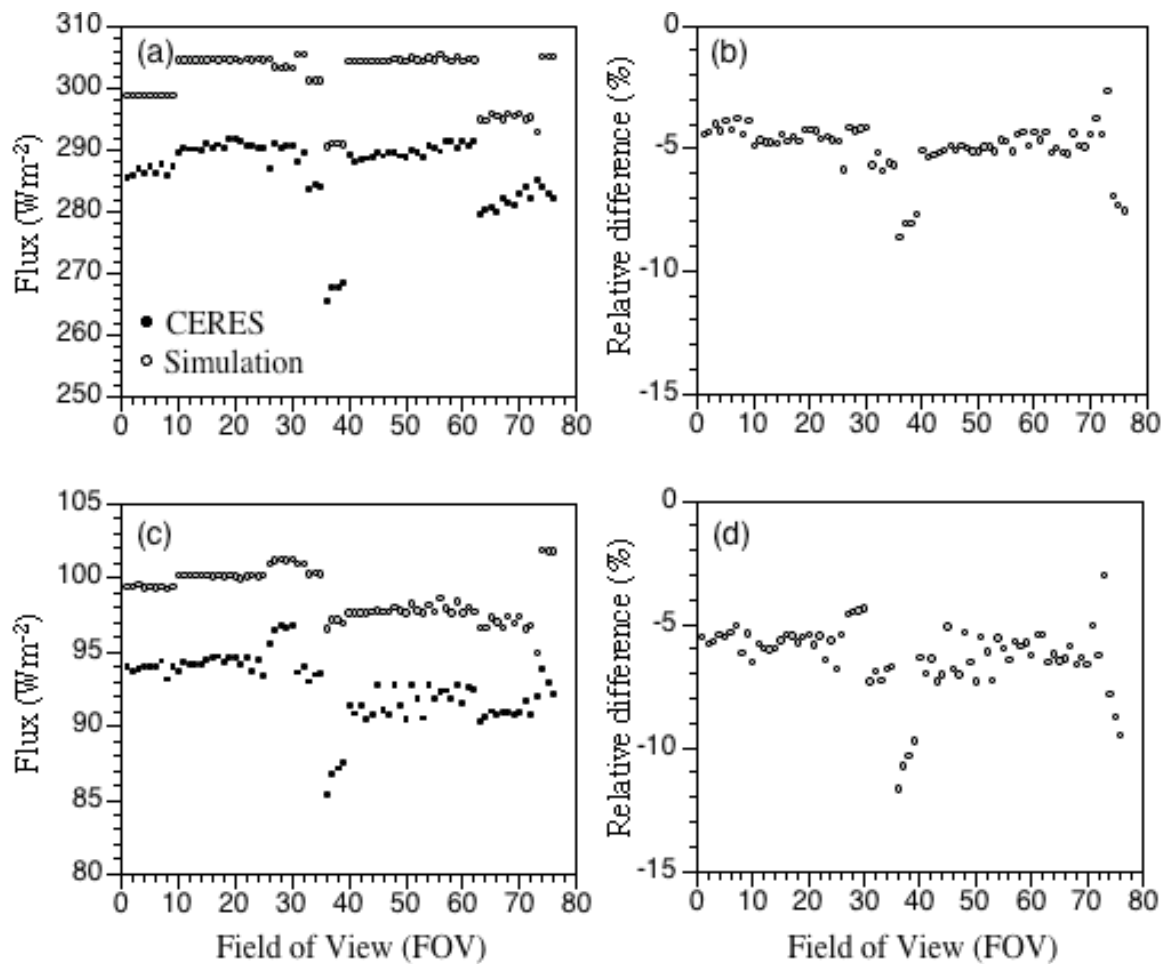 (a)
Flux (Wm-2)
310
300
290
280
270
260
250
CERES
Simulation
0 10 20 30 40 50 60 70 80
(b)
Relative difference (%)
0
-5
-10
-15
0 10 20 30 40 50 60 70 80
(c)
Flux (Wm-2)
105
100
95
90
85
80
0 10 20 30 40 50 60 70 80
Field of View (FOV)
(d)
Relative difference (%)
0
-5
-10
-15
0 10 20 30 40 50 60 70 80
Field of View (FOV)